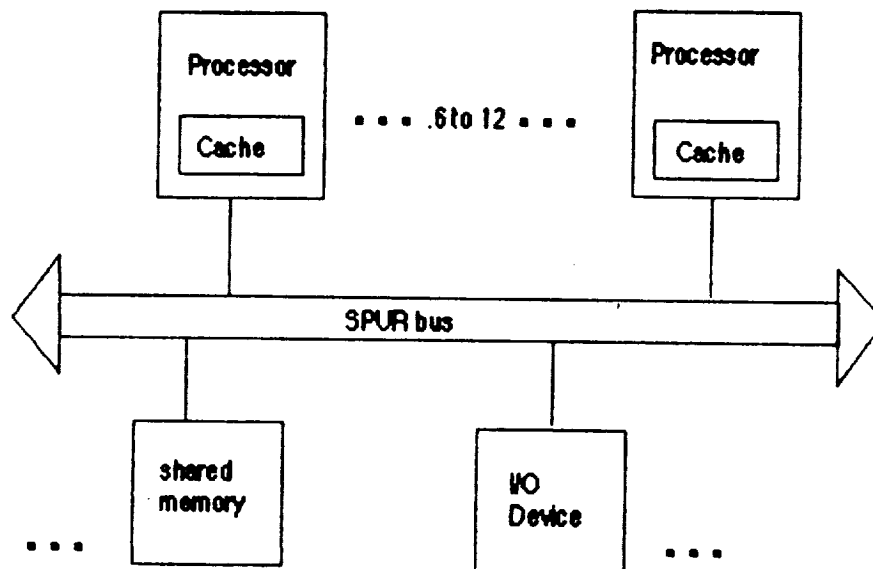 Processor
Cache
. . . .6 to 12 . . .
Processor
Cache
SPUR bus
shared
memory
I/O
Device
. . .
. . .